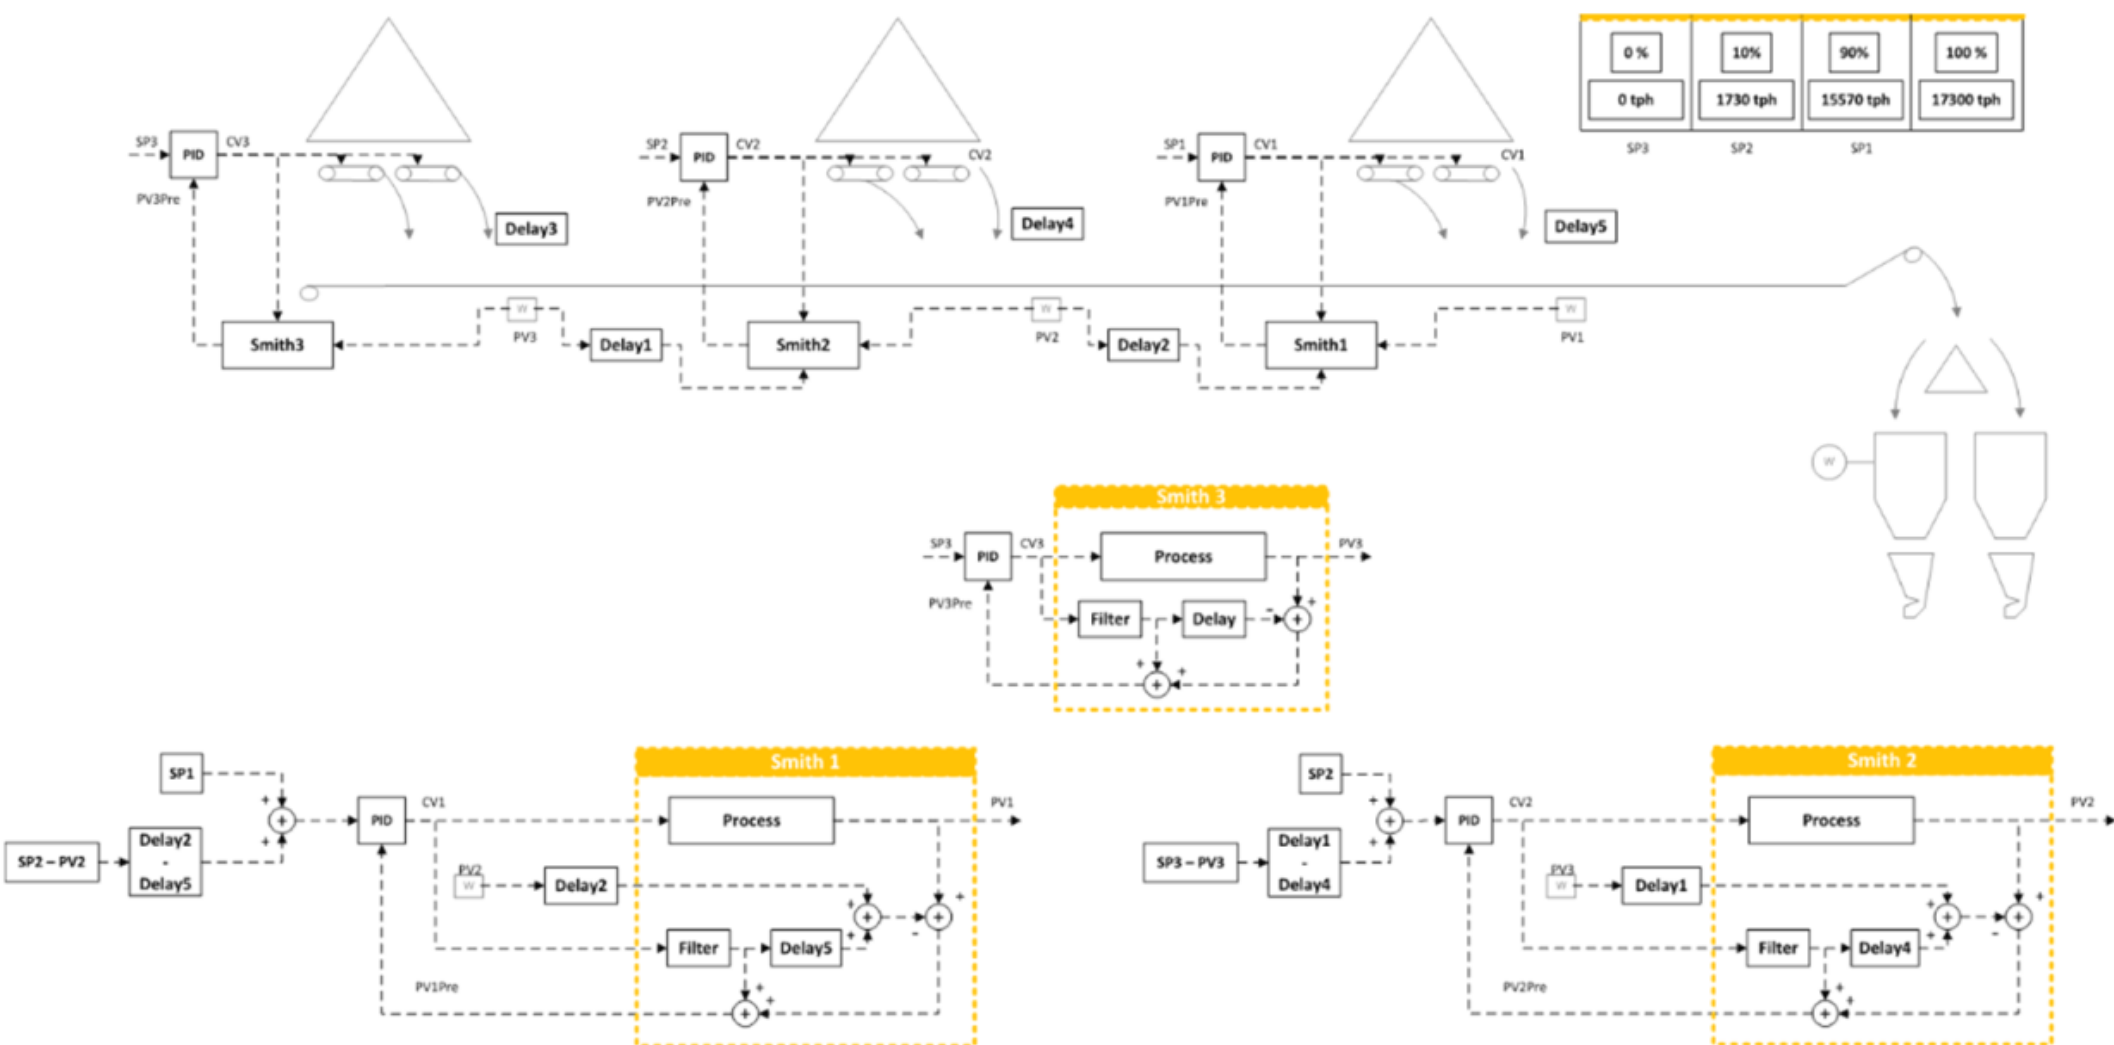 0 %
10%
90%
100 %
0 tph
1730 tph
15570 tph
17300 tph
SP3
SP2
SP1
SP3
PID
CV3
PV3Pre
Delay3
SP2
PID
CV2
CV2
PV2Pre
Delay4
SP1
PID
CV1
CV1
PV1Pre
Delay5
Smith3
W
PV3
Delay1
Smith2
W
PV2
Delay2
Smith1
W
PV1
W
Smith 3
SP3
PID
CV3
Process
PV3
PV3Pre
Filter
Delay
-
+
+
+
+
+
Smith 1
SP1
+
+
+
PID
CV1
Process
PV1
SP2 – PV2
Delay2
-
Delay5
PV2
W
Delay2
+
+
+
+
+
-
Filter
Delay5
PV1Pre
+
+
+
Smith 2
SP2
+
+
+
PID
CV2
Process
PV2
SP3 – PV3
Delay1
-
Delay4
PV3
W
Delay1
+
+
+
+
+
-
Filter
Delay4
PV2Pre
+
+
+